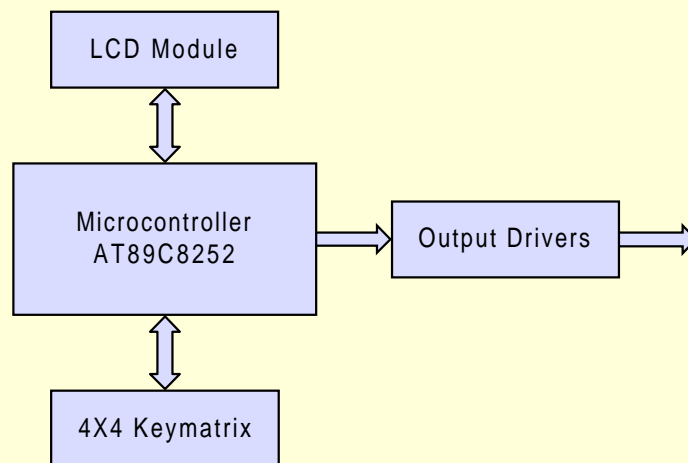 LCD Module
Microcontroller
AT89C8252
Output Drivers
4X4 Keymatrix